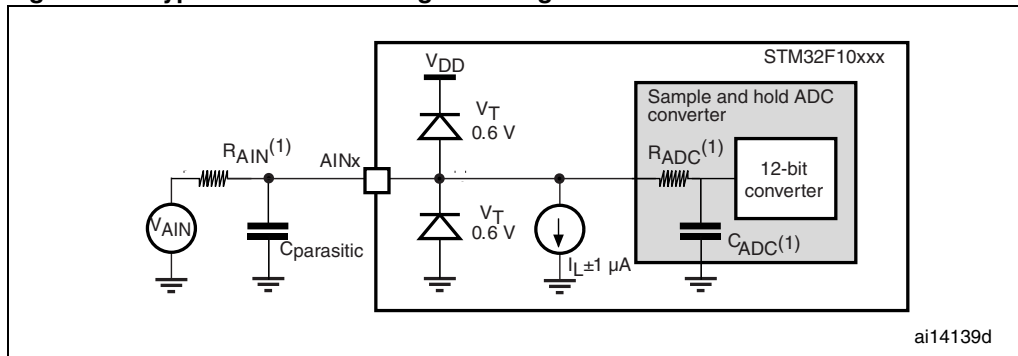 STM32F10xxx
VDD
Sample and hold ADC
converter
VT
0.6 V
RAIN(1)
AINx
RADC(1)
12-bit
converter
VAIN
Cparasitic
VT
0.6 V
IL±1 µA
CADC(1)
ai14139d